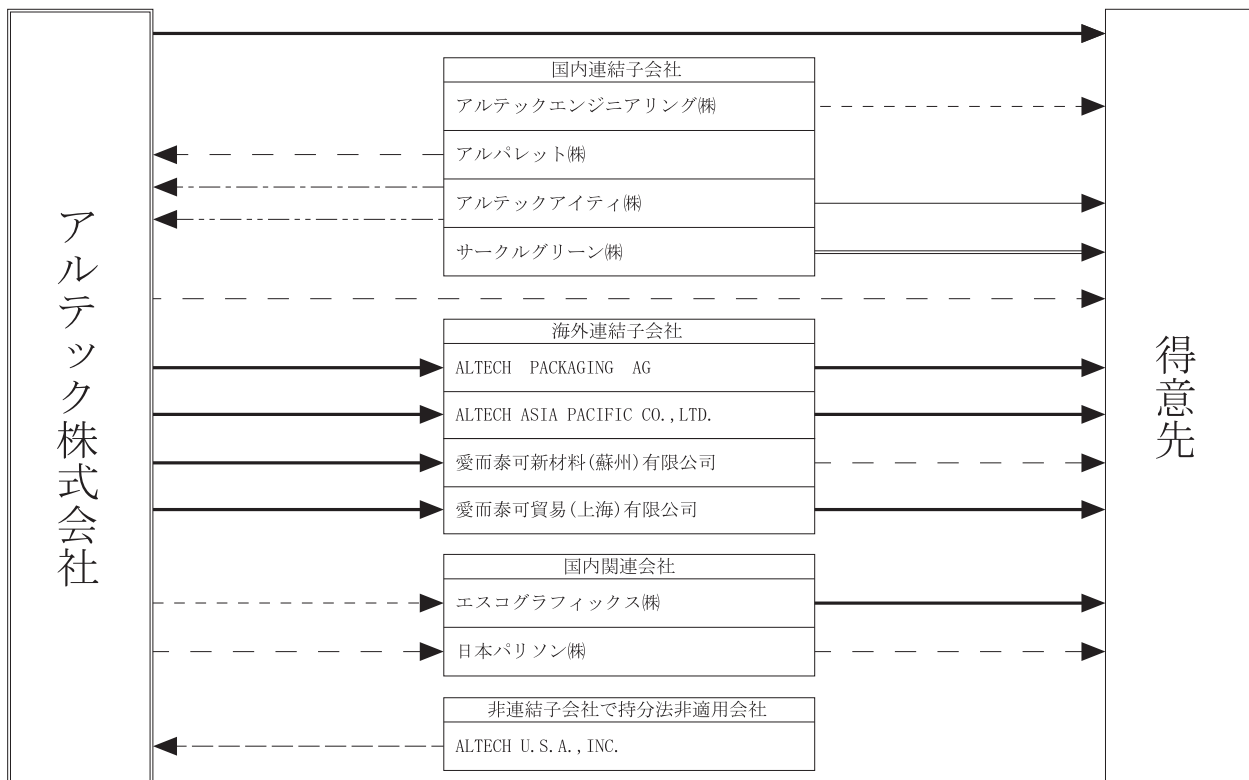 アルテック株式会社
国内連結子会社
アルテックエンジニアリング㈱
アルパレット㈱
アルテックアイティ㈱
サークルグリーン㈱
海外連結子会社
ALTECH PACKAGING AG
ALTECH ASIA PACIFIC CO.,LTD.
愛而泰可新材料(蘇州)有限公司
愛而泰可貿易(上海)有限公司
国内関連会社
エスコグラフィックス㈱
日本パリソン㈱
非連結子会社で持分法非適用会社
ALTECH U.S.A.,INC.
得意先